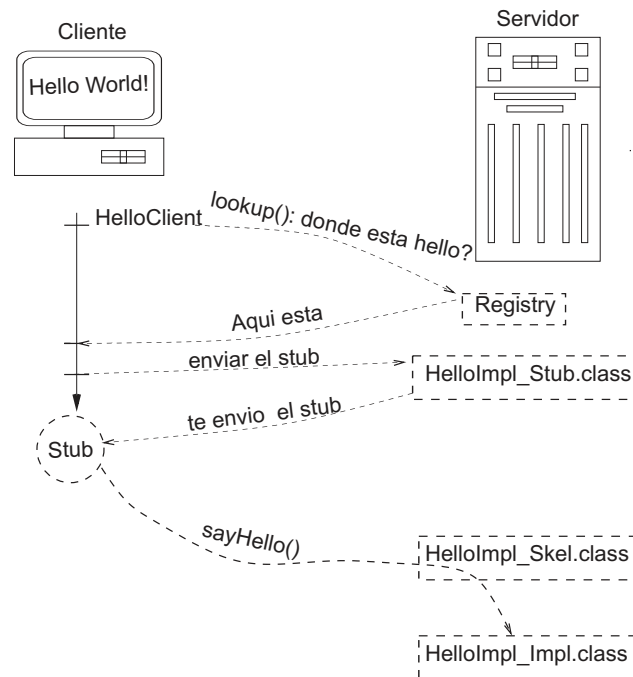 Cliente
Servidor
Hello World!
HelloClient
lookup(): donde esta hello?
Registry
Aqui esta
enviar el stub
HelloImpl_Stub.class
te envio el stub
Stub
sayHello()
HelloImpl_Skel.class
HelloImpl_Impl.class